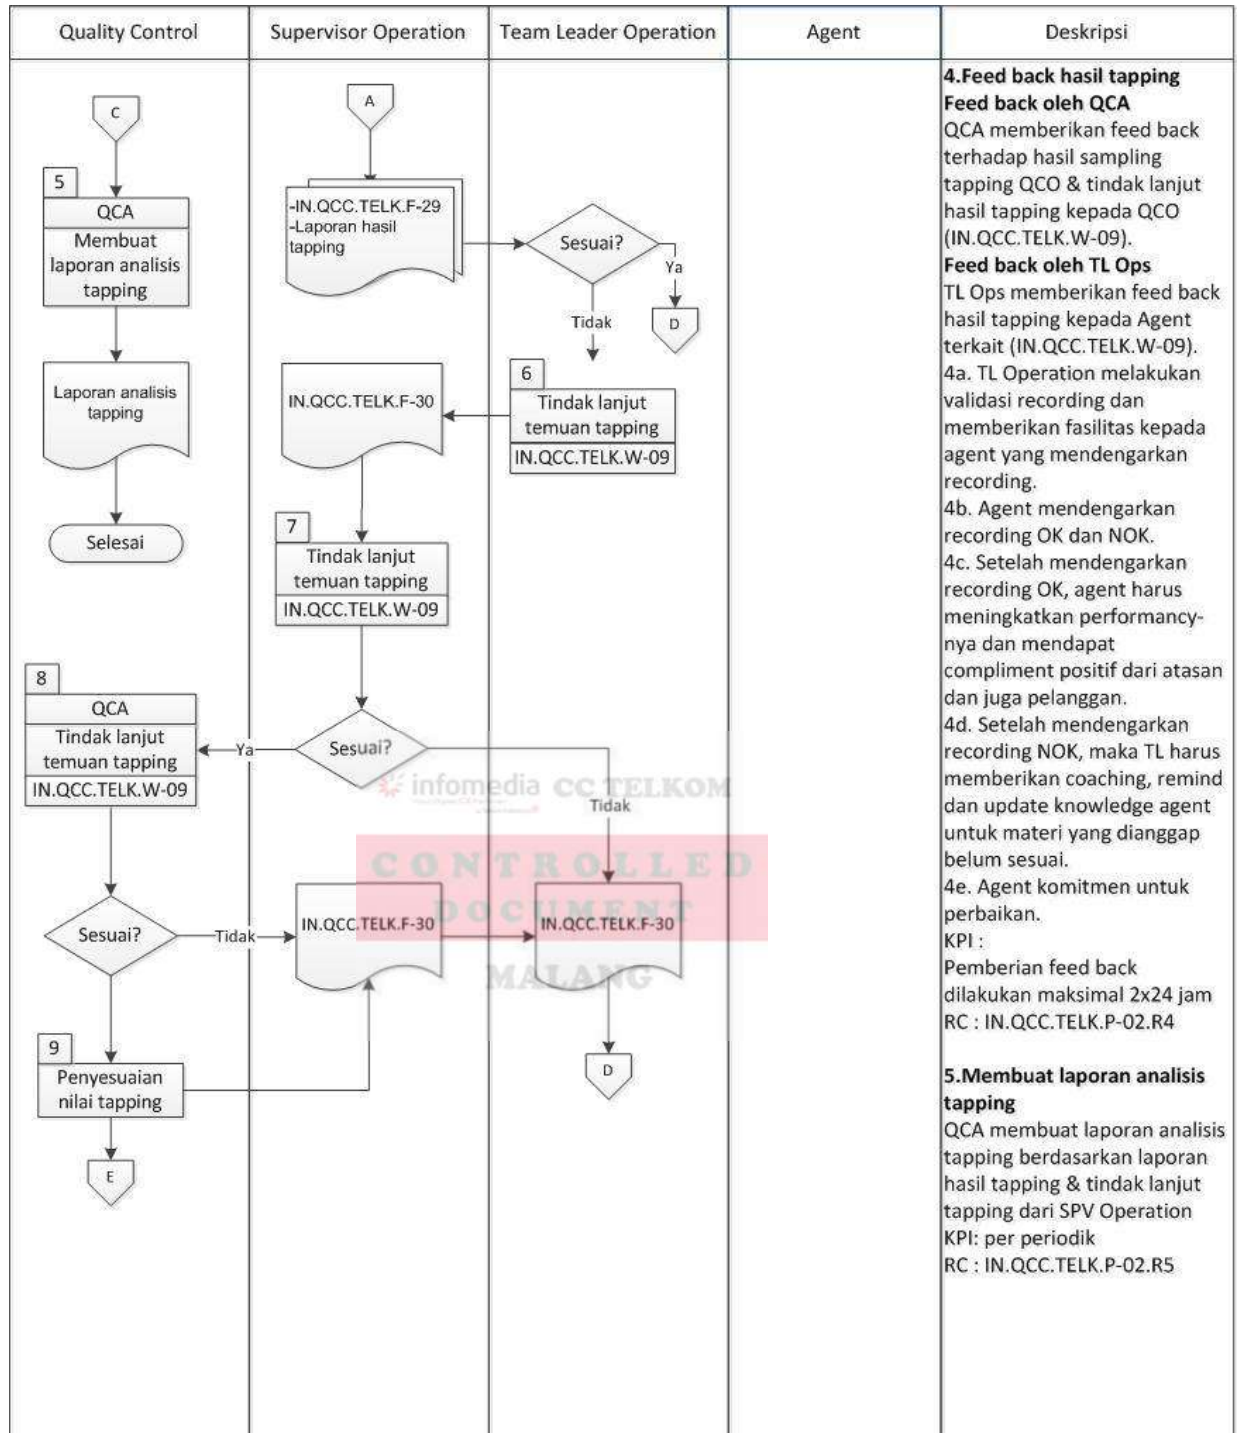 Quality Control
Supervisor Operation
Team Leader Operation
Agent
Deskripsi
C
5
QCA
Membuat
laporan analisis
tapping
Laporan analisis
tapping
Selesai
A
-IN.QCC.TELK.F-29
-Laporan hasil
tapping
Sesuai?
Ya
D
Tidak
6
Tindak lanjut
temuan tapping
IN.QCC.TELK.W-09
IN.QCC.TELK.F-30
7
Tindak lanjut
temuan tapping
IN.QCC.TELK.W-09
Sesuai?
Ya
Tidak
8
QCA
Tindak lanjut
temuan tapping
IN.QCC.TELK.W-09
Sesuai?
Tidak
IN.QCC.TELK.F-30
IN.QCC.TELK.F-30
D
9
Penyesuaian
nilai tapping
E
infomedia CC TELKOM
CONTROLLED
DOCUMENT
MALANG
4.Feed back hasil tapping
Feed back oleh QCA
QCA memberikan feed back
terhadap hasil sampling
tapping QCO & tindak lanjut
hasil tapping kepada QCO
(IN.QCC.TELK.W-09).
Feed back oleh TL Ops
TL Ops memberikan feed back
hasil tapping kepada Agent
terkait (IN.QCC.TELK.W-09).
4a. TL Operation melakukan
validasi recording dan
memberikan fasilitas kepada
agent yang mendengarkan
recording.
4b. Agent mendengarkan
recording OK dan NOK.
4c. Setelah mendengarkan
recording OK, agent harus
meningkatkan performancy-
nya dan mendapat
compliment positif dari atasan
dan juga pelanggan.
4d. Setelah mendengarkan
recording NOK, maka TL harus
memberikan coaching, remind
dan update knowledge agent
untuk materi yang dianggap
belum sesuai.
4e. Agent komitmen untuk
perbaikan.
KPI :
Pemberian feed back
dilakukan maksimal 2x24 jam
RC : IN.QCC.TELK.P-02.R4
5.Membuat laporan analisis
tapping
QCA membuat laporan analisis
tapping berdasarkan laporan
hasil tapping & tindak lanjut
tapping dari SPV Operation
KPI: per periodik
RC : IN.QCC.TELK.P-02.R5